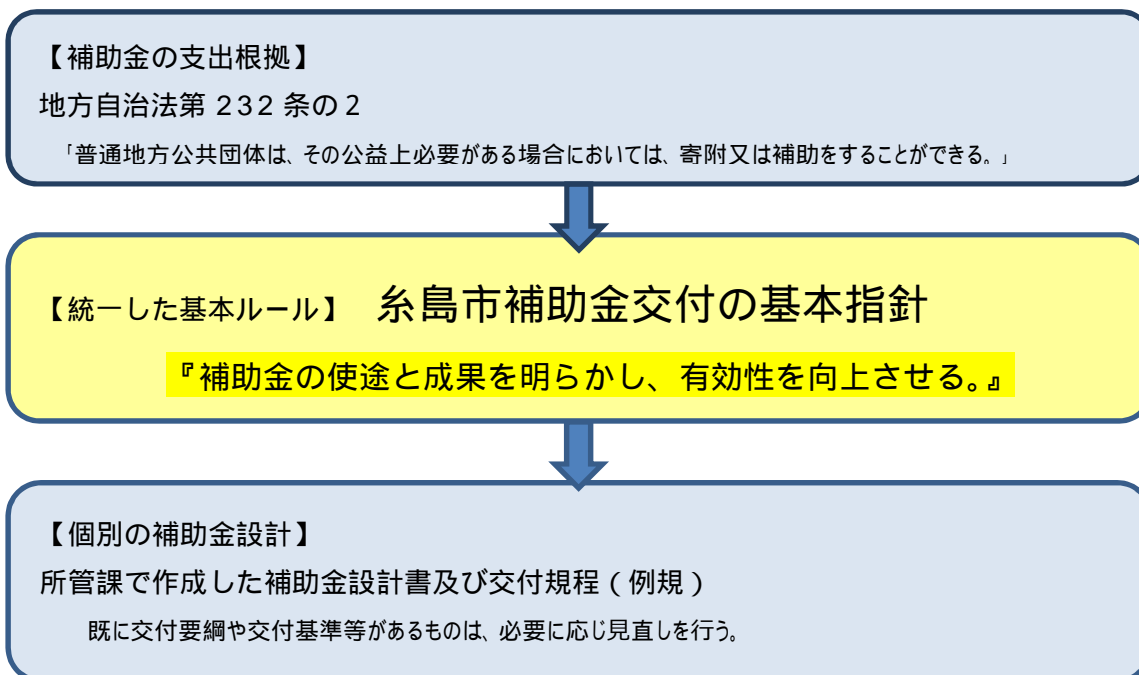 【補助金の支出根拠】
地方自治法第 232 条の2
「普通地方公共団体は、その公益上必要がある場合においては、寄附又は補助をすることができる。」
【統一した基本ルール】 糸島市補助金交付の基本指針
『補助金の使途と成果を明らかし、有効性を向上させる。』
【個別の補助金設計】
所管課で作成した補助金設計書及び交付規程(例規)
既に交付要綱や交付基準等があるものは、必要に応じ見直しを行う。